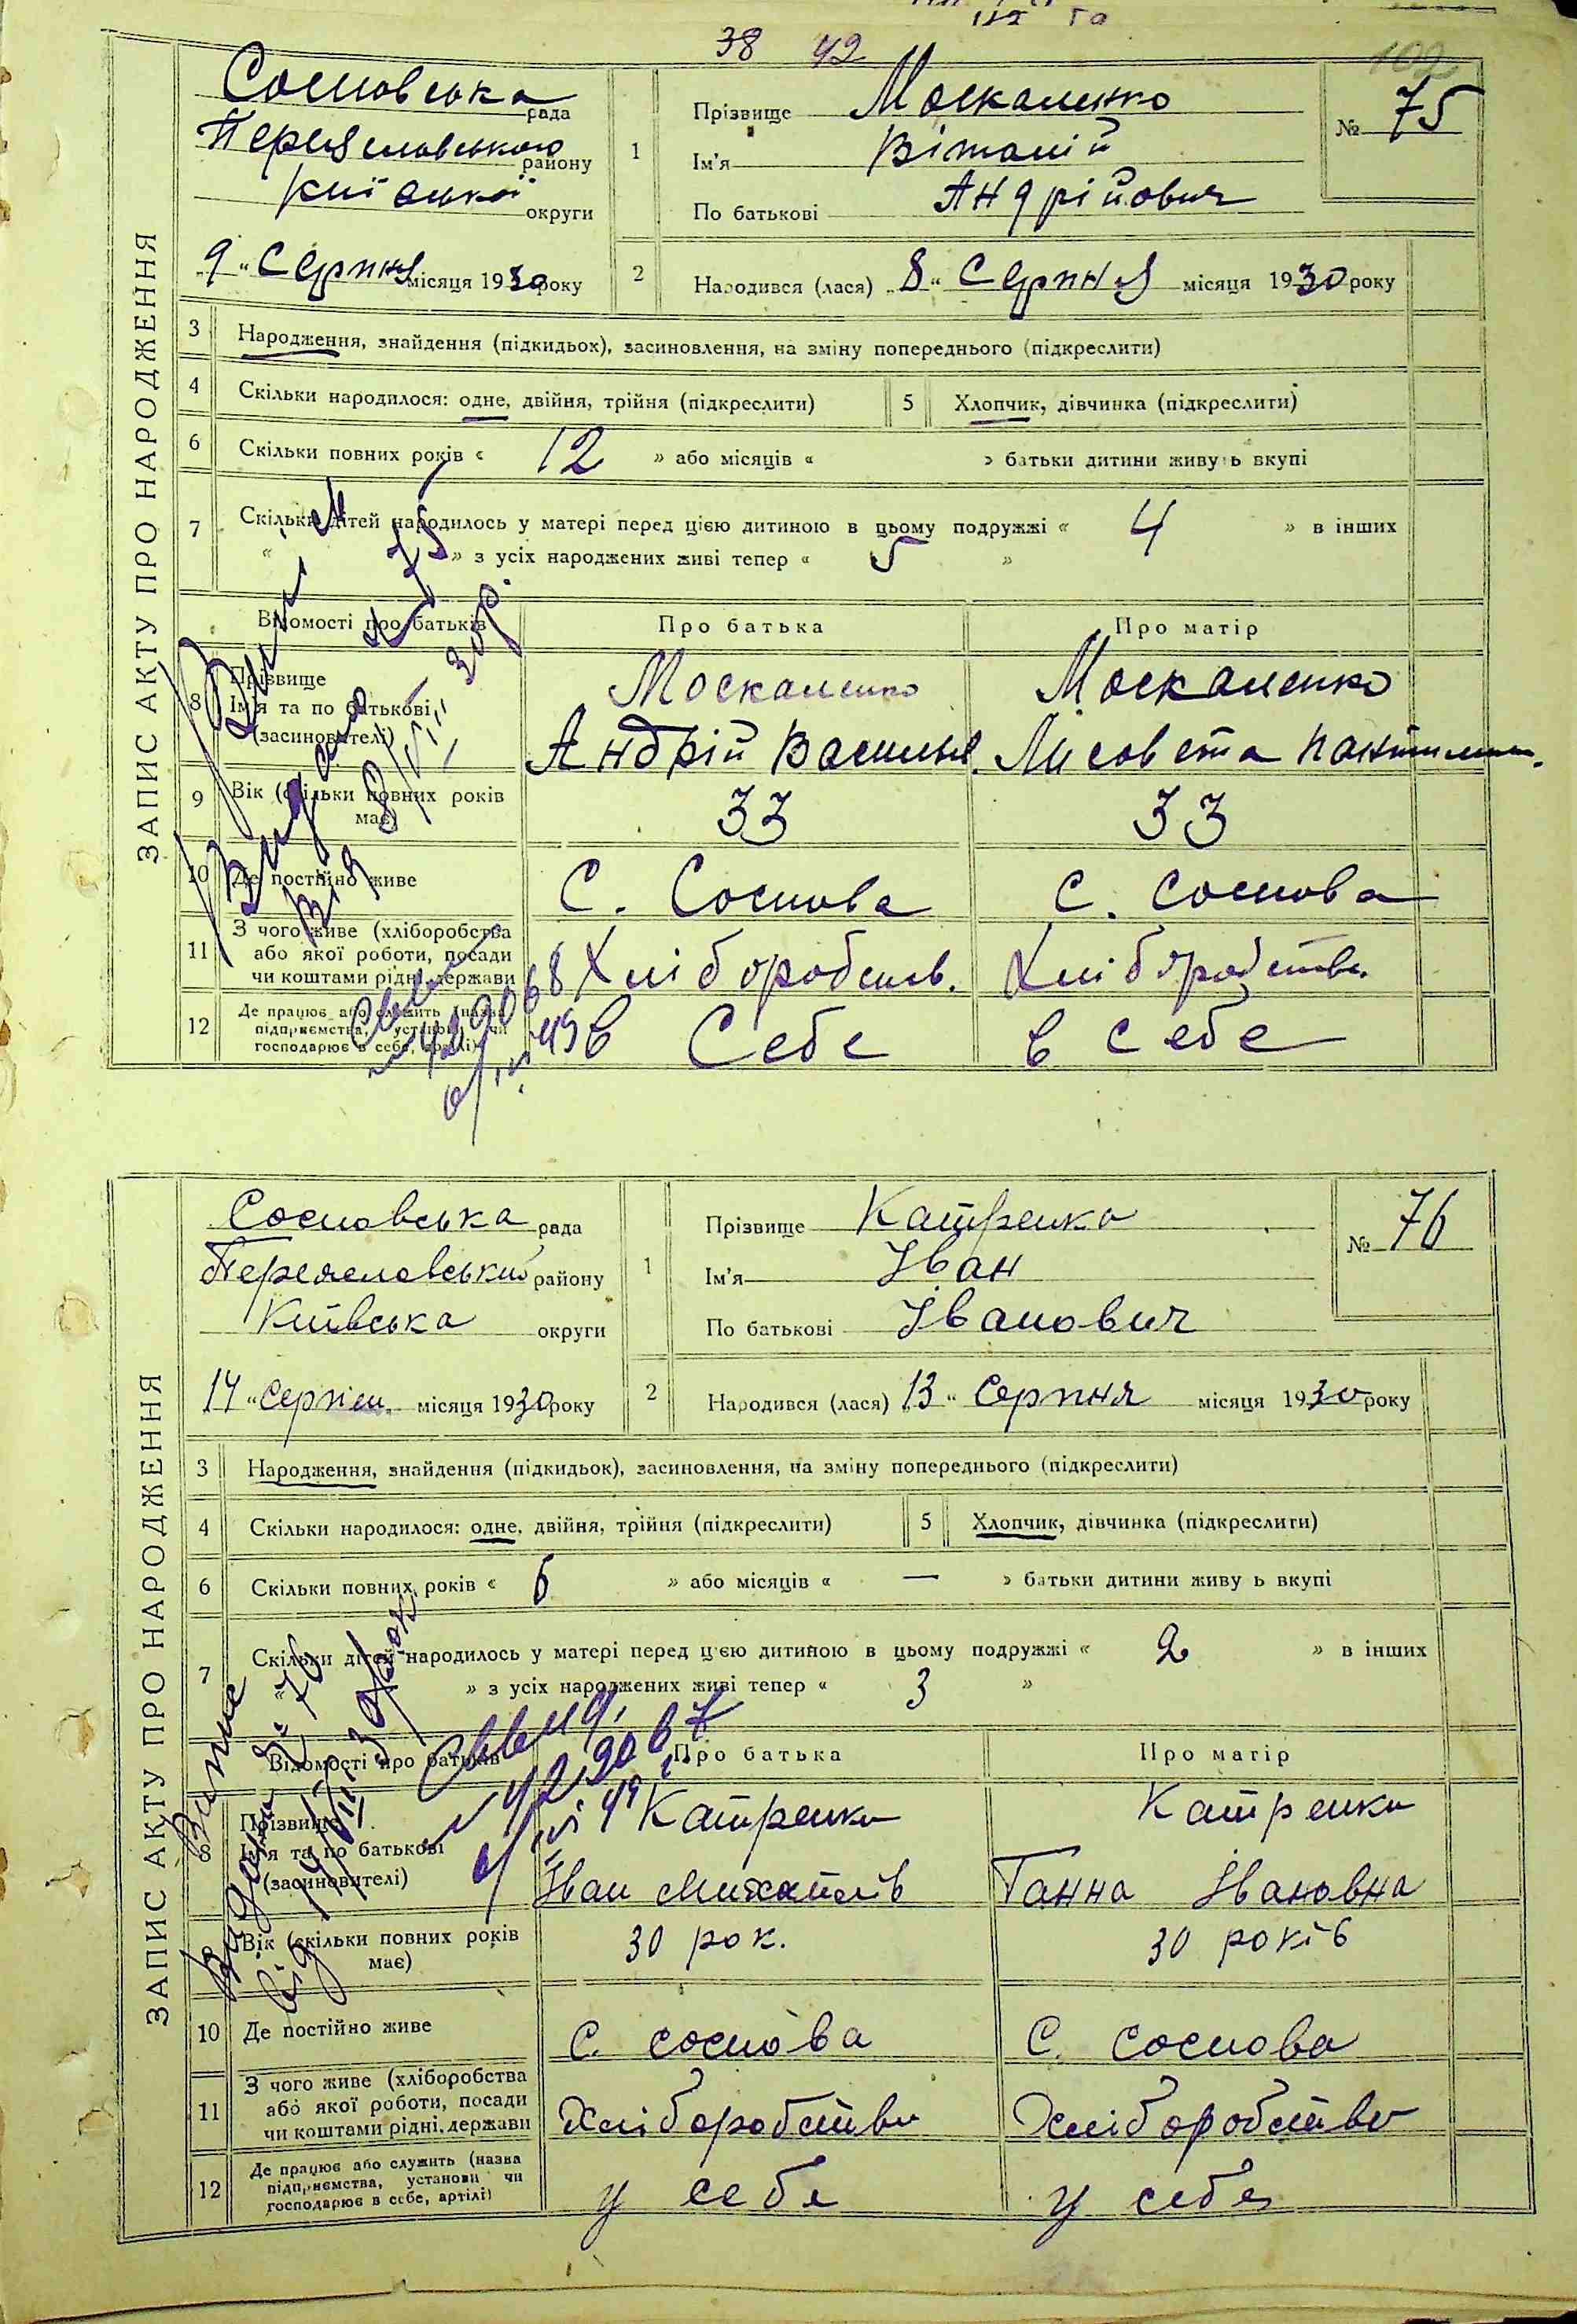 38 42
102
Сосновська рада
Переяславського району
Київської округи
9 " Серпня місяця 1930 року
1
Прізвище Москаленко
Ім'я Віталій
По батькові Андрійович
№ 75
2
Народився (лася) „8" Серпня місяця 1930 року
ЗАПИС АКТУ ПРО НАРОДЖЕННЯ
3 Народження, знайдення (підкидьох), засиновлення, на зміну попереднього (підкреслити)
4 Скільки народилося: одне, двійня, трійня (підкреслити) 5 Хлопчик, дівчинка (підкреслити)
6 Скільки повних років « 12 » або місяців « » батьки дитини живуть вкупі
7 Скільки дітей народилось у матері перед цією дитиною в цьому подружжі « 4 » в інших
« » з усіх народжених живі тепер « 5 »
Відомості про батьків Про батька Про матір
8 Прізвище
Ім'я та по батькові
(засиновителі)
Москаленко Москаленко
Андрій Василів. Лисовета
9 Вік (скільки повних років має) 33 33
10 Де постійно живе С. Соснова С. Соснова
11 З чого живе (хліборобства
або якої роботи, посади
чи коштами рідні, держави
Хліборобств. Хліборобства
12 Де працює або служить (назва
підприємства, установи чи
господарює в себе, артілі)
В Себе в себе
Сосновська рада
Переяславський району
Київська округи
14 " Серпня місяця 1930 року
1
Прізвище Катренко
Ім'я Іван
По батькові Іванович
№ 76
2
Народився (лася) „13" Серпня місяця 1930 року
ЗАПИС АКТУ ПРО НАРОДЖЕННЯ
3 Народження, знайдення (підкидьок), засиновлення, на зміну попереднього (підкреслити)
4 Скільки народилося: одне, двійня, трійня (підкреслити) 5 Хлопчик, дівчинка (підкреслити)
6 Скільки повних років « 6 » або місяців « — » батьки дитини живу ь вкупі
7 Скільки дітей народилось у матері перед цією дитиною в цьому подружжі « 2 » в інших
« » з усіх народжених живі тепер « 3 »
Відомості про батьків Про батька Про матір
8 Прізвище
Ім'я та по батькові
(засиновителі)
Катренко Катренко
Іван Михайлів Ганна Івановна
Вік (скільки повних років має) 30 рок. 30 років
10 Де постійно живе С. соснова С. соснова
11 З чого живе (хліборобства
або якої роботи, посади
чи коштами рідні, держави
Хліборобство Хліборобство
12 Де працює або служить (назва
підприємства, установи чи
господарює в себе, артілі)
у себе у себе